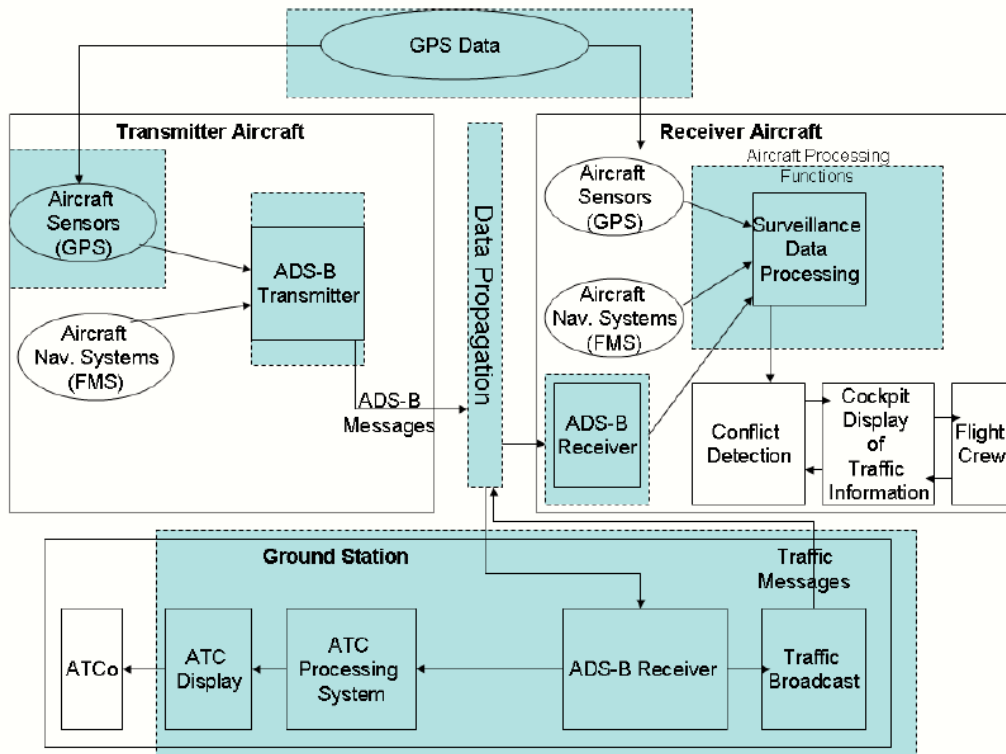 GPS Data
Transmitter Aircraft
Aircraft
Sensors
(GPS)
ADS-B
Transmitter
Aircraft
Nav. Systems
(FMS)
ADS-B
Messages
Data Propagation
Receiver Aircraft
Aircraft Processing
Functions
Aircraft
Sensors
(GPS)
Surveillance
Data
Processing
Aircraft
Nav. Systems
(FMS)
ADS-B
Receiver
Conflict
Detection
Cockpit
Display
of
Traffic
Information
Flight
Crew
Ground Station
Traffic
Messages
ATCo
ATC
Display
ATC
Processing
System
ADS-B Receiver
Traffic
Broadcast